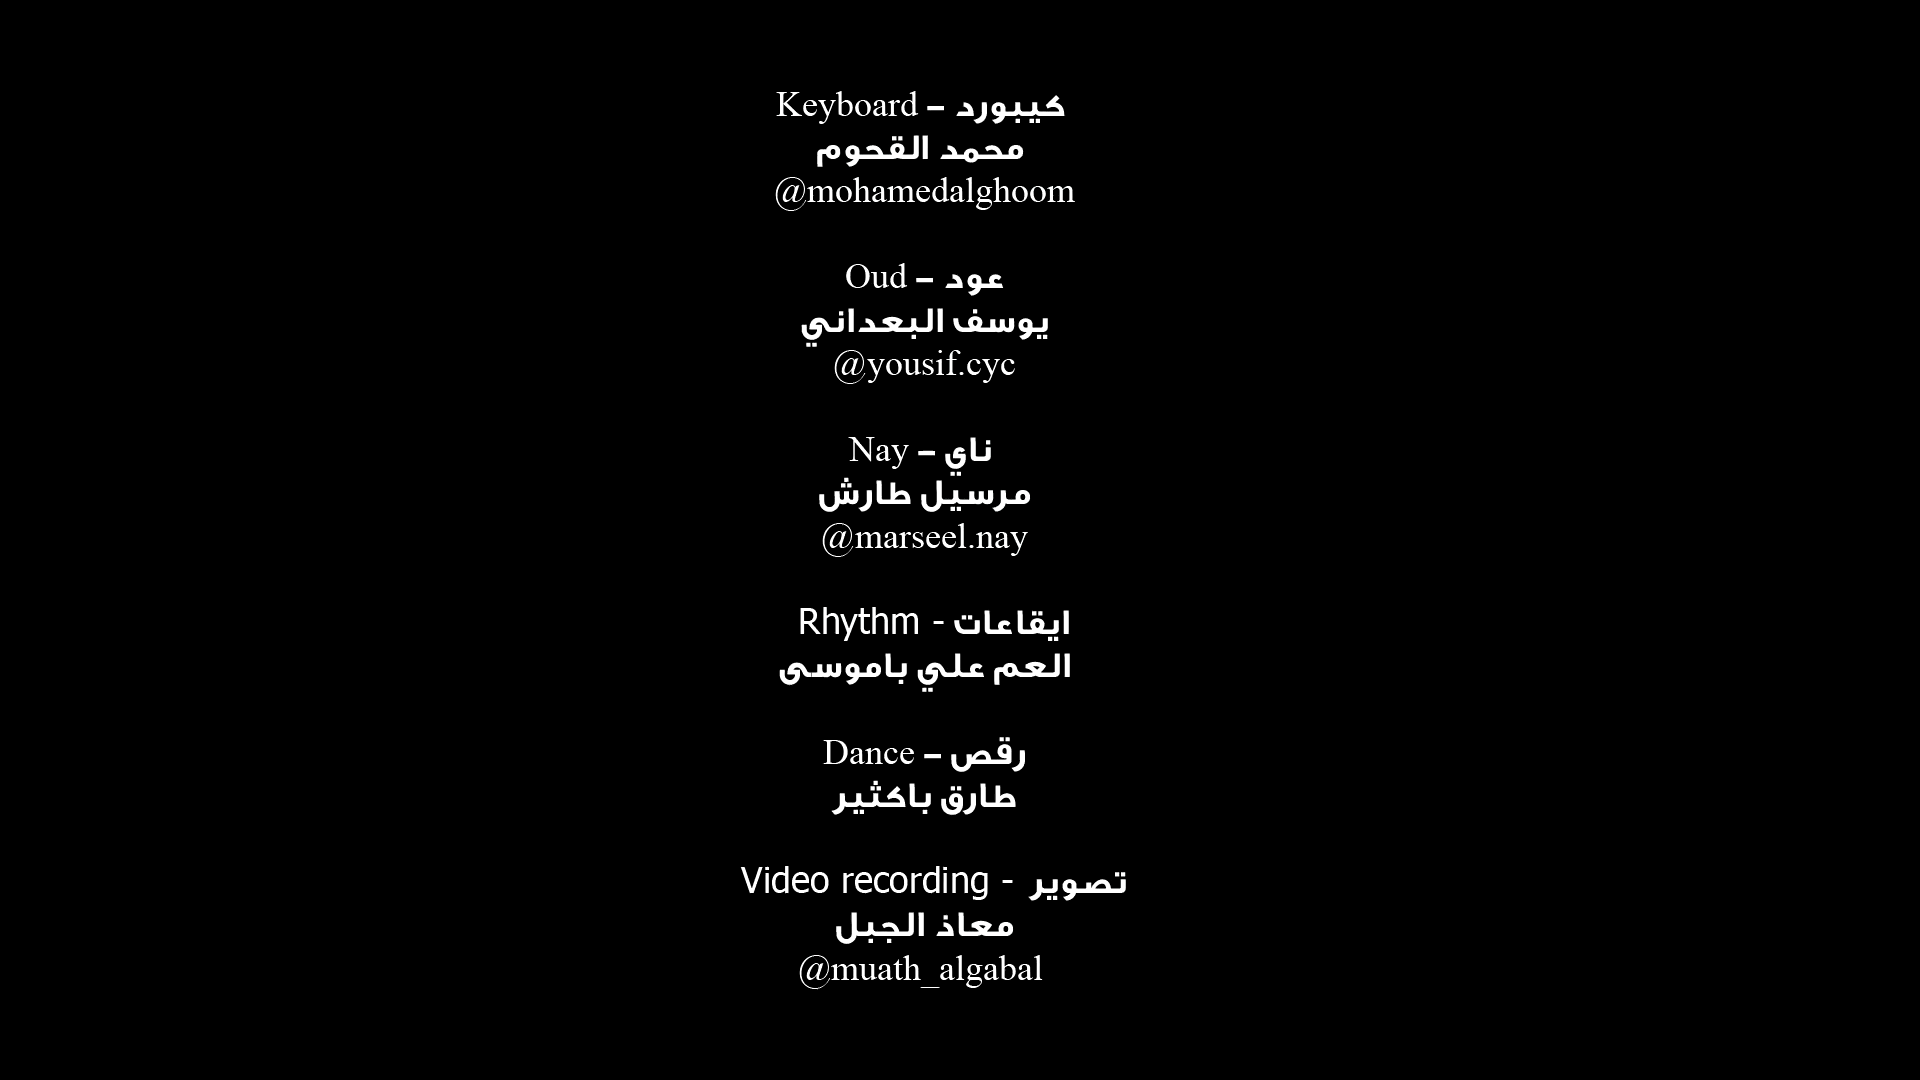 Keyboard – كيبورد
محمد القحوم
@mohamedalghoom
Oud – عود
يوسف البعداني
@yousif.cyc
Nay – ناي
مرسيل طارش
@marseel.nay
Rhythm - ايقاعات
العم علي باموسى
Dance – رقص
طارق باكثير
Video recording - تصوير
معاذ الجبل
@muath_algabal